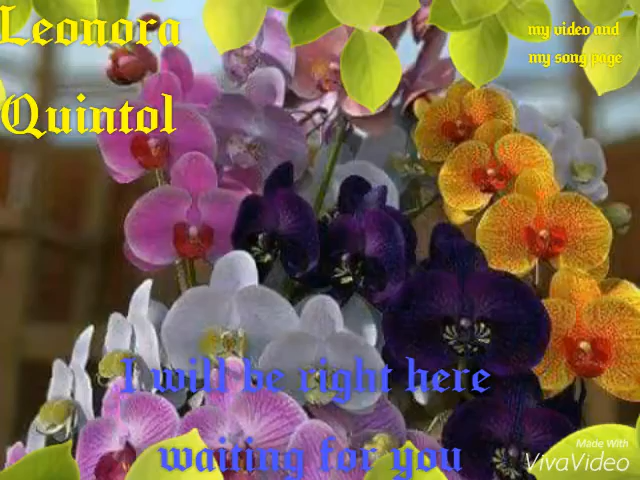 Leonora
Quintol
my video and
my song page
I will be right here
waiting for you
Made With
VivaVideo